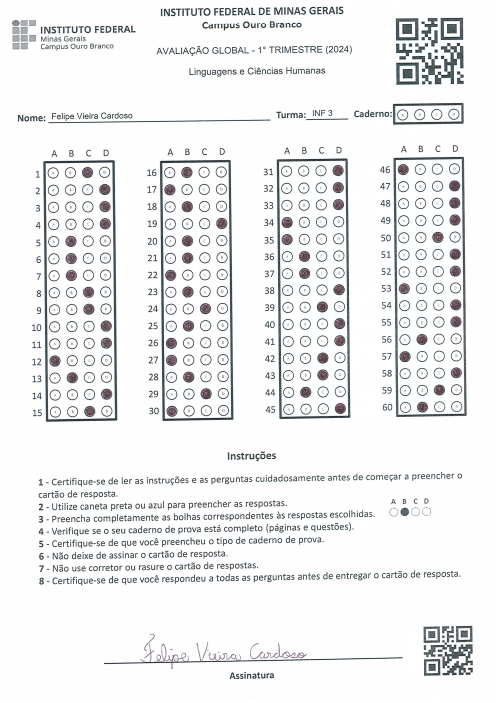 INSTITUTO FEDERAL DE MINAS GERAIS
Campus Ouro Branco
INSTITUTO FEDERAL
Minas Gerais
Campus Ouro Branco
AVALIAÇÃO GLOBAL - 1° TRIMESTRE (2024)
Linguagens e Ciências Humanas
Nome: Felipe Vieira Cardoso Turma: INF 3 Caderno:
A B C D A B C D A B C D A B C D
1 16 31 46
2 17 32 47
3 18 33 48
4 19 34 49
5 20 35 50
6 21 36 51
7 22 37 52
8 23 38 53
9 24 39 54
10 25 40 55
11 26 41 56
12 27 42 57
13 28 43 58
14 29 44 59
15 30 45 60
Instruções
1 - Certifique-se de ler as instruções e as perguntas cuidadosamente antes de começar a preencher o
cartão de resposta.
2 - Utilize caneta preta ou azul para preencher as respostas.
3 - Preencha completamente as bolhas correspondentes às respostas escolhidas.
A B C D
4 - Verifique se o seu caderno de prova está completo (páginas e questões).
5 - Certifique-se de que você preencheu o tipo de caderno de prova.
6 - Não deixe de assinar o cartão de resposta.
7 - Não use corretor ou rasure o cartão de respostas.
8 - Certifique-se de que você respondeu a todas as perguntas antes de entregar o cartão de resposta.
Felipe Vieira Cardoso
Assinatura